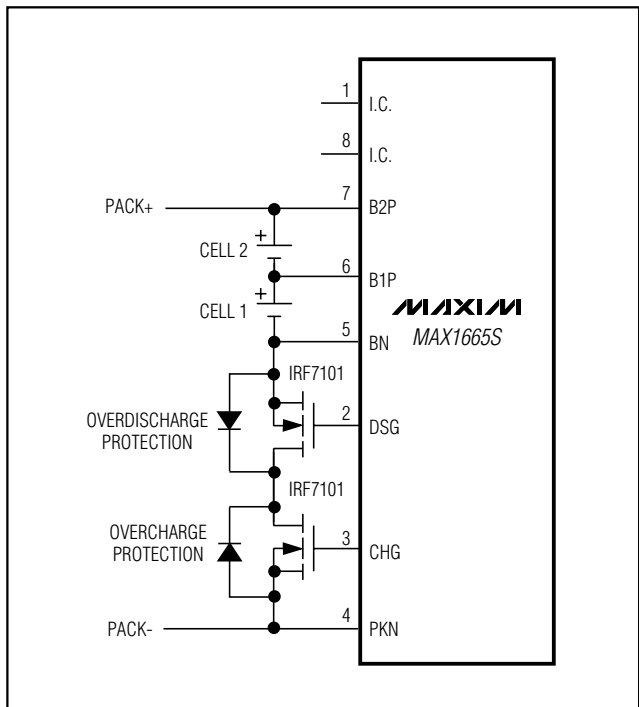 1
I.C.
8
I.C.
7
PACK+
B2P
+
CELL 2
6
B1P
+
CELL 1
MAXIM
MAX1665S
5
BN
IRF7101
OVERDISCHARGE
PROTECTION
2
DSG
IRF7101
OVERCHARGE
PROTECTION
3
CHG
4
PACK-
PKN